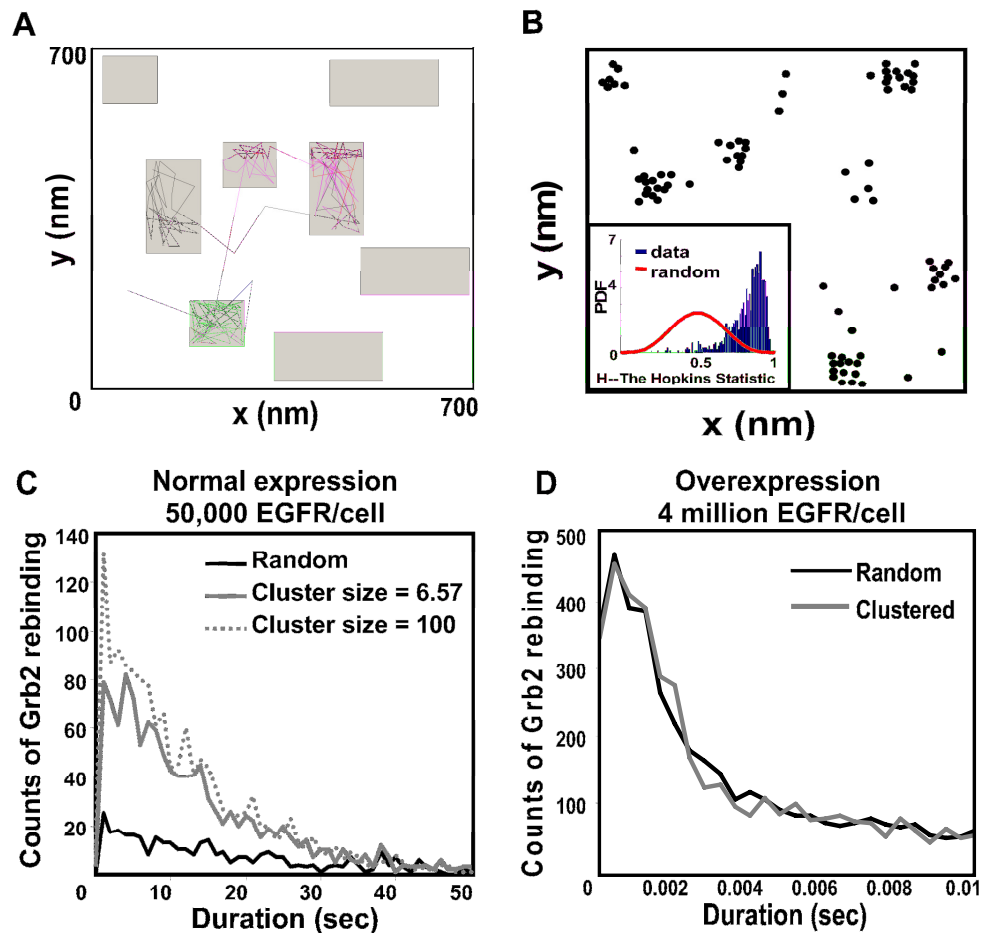 A
700
y (nm)
0
x (nm)
700
B
y (nm)
7
4
0
PDF
data
random
0.5
1
H--The Hopkins Statistic
x (nm)
C
Normal expression
50,000 EGFR/cell
Counts of Grb2 rebinding
140
120
100
80
60
40
20
Random
Cluster size = 6.57
Cluster size = 100
0
10
20
30
40
50
Duration (sec)
D
Overexpression
4 million EGFR/cell
Counts of Grb2 rebinding
500
400
300
200
100
Random
Clustered
0
0.002
0.004
0.006
0.008
0.01
Duration (sec)